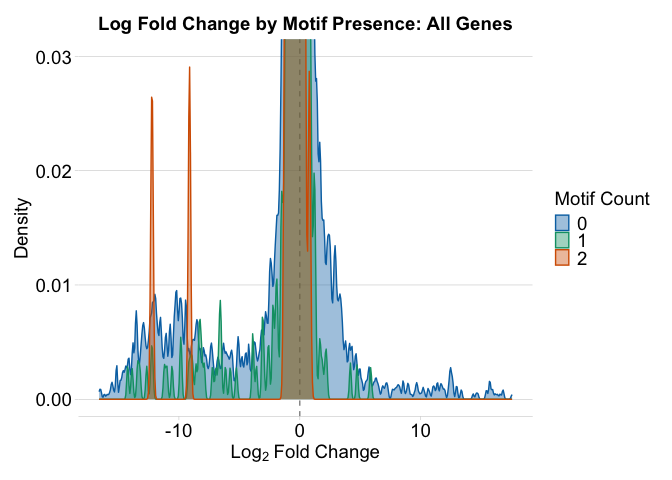 Log Fold Change by Motif Presence: All Genes
0.03
0.02
0.01
0.00
Density
-10
0
10
Log₂ Fold Change
Motif Count
0
1
2